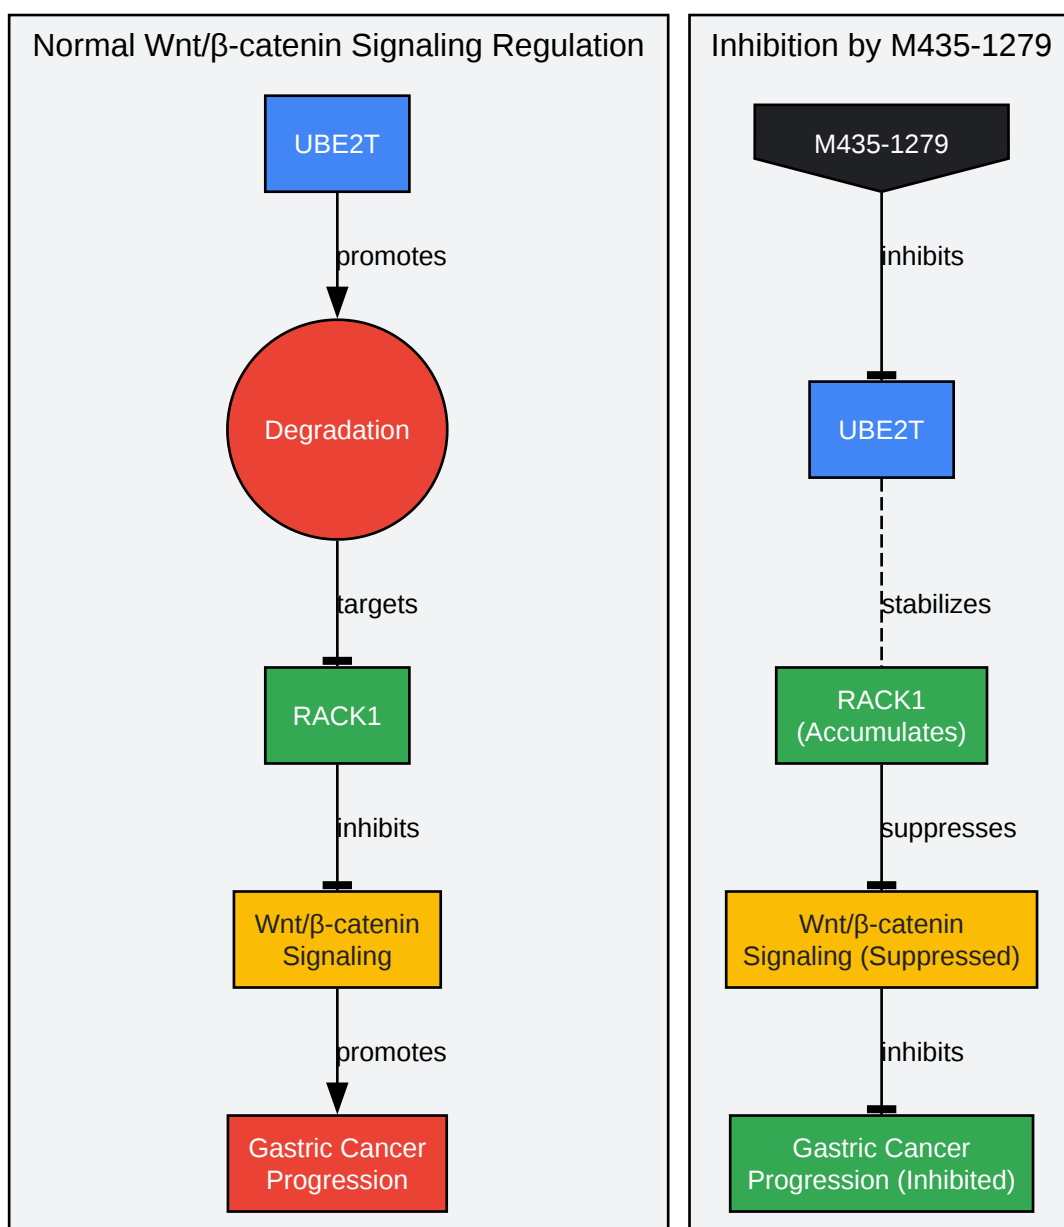 Normal Wnt/β-catenin Signaling Regulation
UBE2T
promotes
Degradation
targets
RACK1
inhibits
Wnt/β-catenin
Signaling
promotes
Gastric Cancer
Progression
Inhibition by M435-1279
M435-1279
inhibits
UBE2T
stabilizes
RACK1
(Accumulates)
suppresses
Wnt/β-catenin
Signaling (Suppressed)
inhibits
Gastric Cancer
Progression (Inhibited)